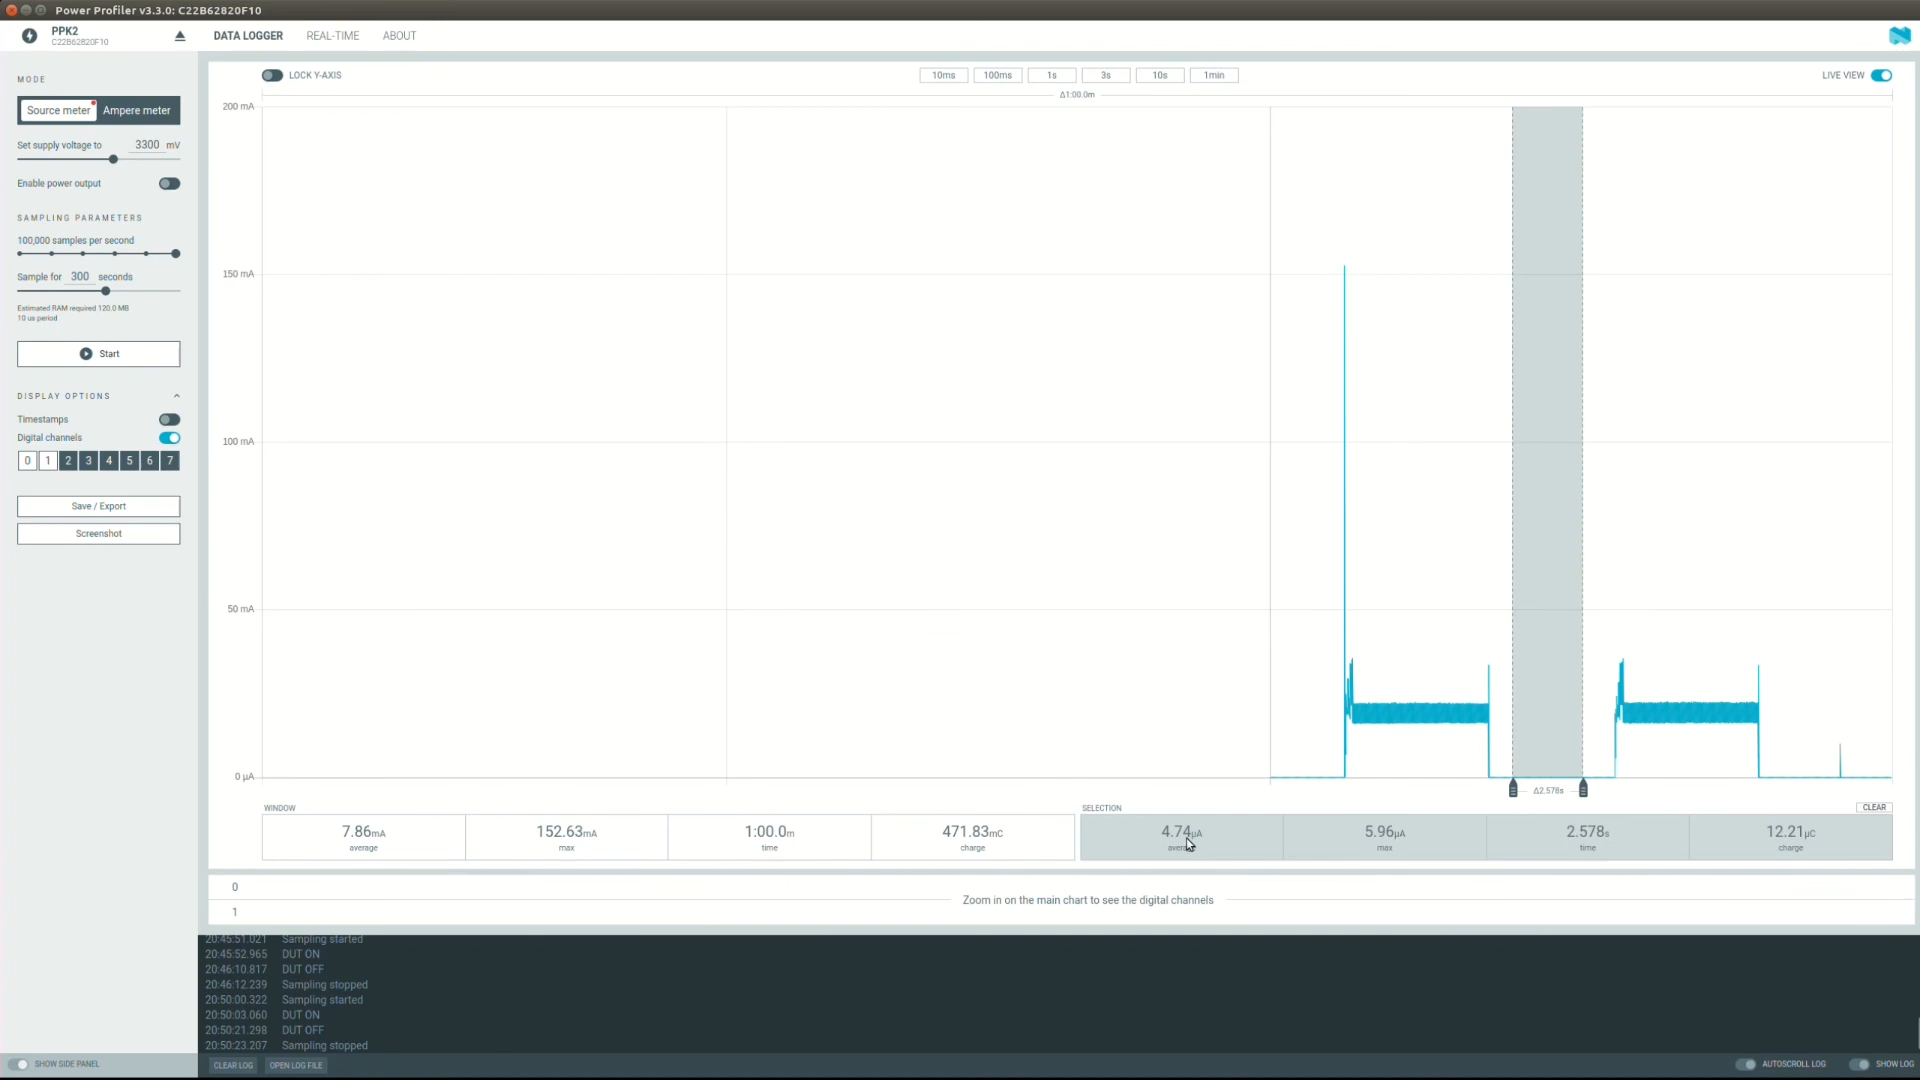 Power Profiler v3.3.0: C22B62820F10
PPK2
C22B62820F10
DATA LOGGER REAL-TIME ABOUT
MODE
Source meter Ampere meter
Set supply voltage to 3300 mV
Enable power output
SAMPLING PARAMETERS
100,000 samples per second
Sample for 300 seconds
Estimated RAM required 120.0 MB
10 us period
Start
DISPLAY OPTIONS
Timestamps
Digital channels
0 1 2 3 4 5 6 7
Save / Export
Screenshot
SHOW SIDE PANEL
LOCK Y-AXIS 10ms 100ms 1s 3s 10s 1min LIVE VIEW
Δ1:00.0m
200 mA
150 mA
100 mA
50 mA
0 µA
Δ2.578s
WINDOW SELECTION CLEAR
7.86mA 152.63mA 1:00.0m 471.83mC 4.74µA 5.96µA 2.578s 12.21µC
average max time charge max time charge
0
Zoom in on the main chart to see the digital channels
1
20:45:51.021 Sampling started
20:45:52.965 DUT ON
20:46:10.817 DUT OFF
20:46:12.239 Sampling stopped
20:50:00.322 Sampling started
20:50:03.060 DUT ON
20:50:21.298 DUT OFF
20:50:23.207 Sampling stopped
CLEAR LOG OPEN LOG FILE AUTOSCROLL LOG SHOW LOG